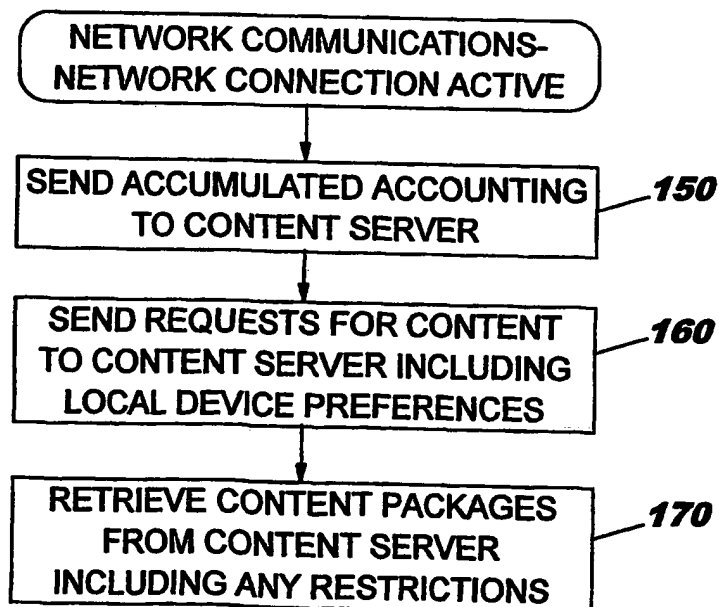 NETWORK COMMUNICATIONS-
NETWORK CONNECTION ACTIVE
SEND ACCUMULATED ACCOUNTING
TO CONTENT SERVER
150
SEND REQUESTS FOR CONTENT
TO CONTENT SERVER INCLUDING
LOCAL DEVICE PREFERENCES
160
RETRIEVE CONTENT PACKAGES
FROM CONTENT SERVER
INCLUDING ANY RESTRICTIONS
170